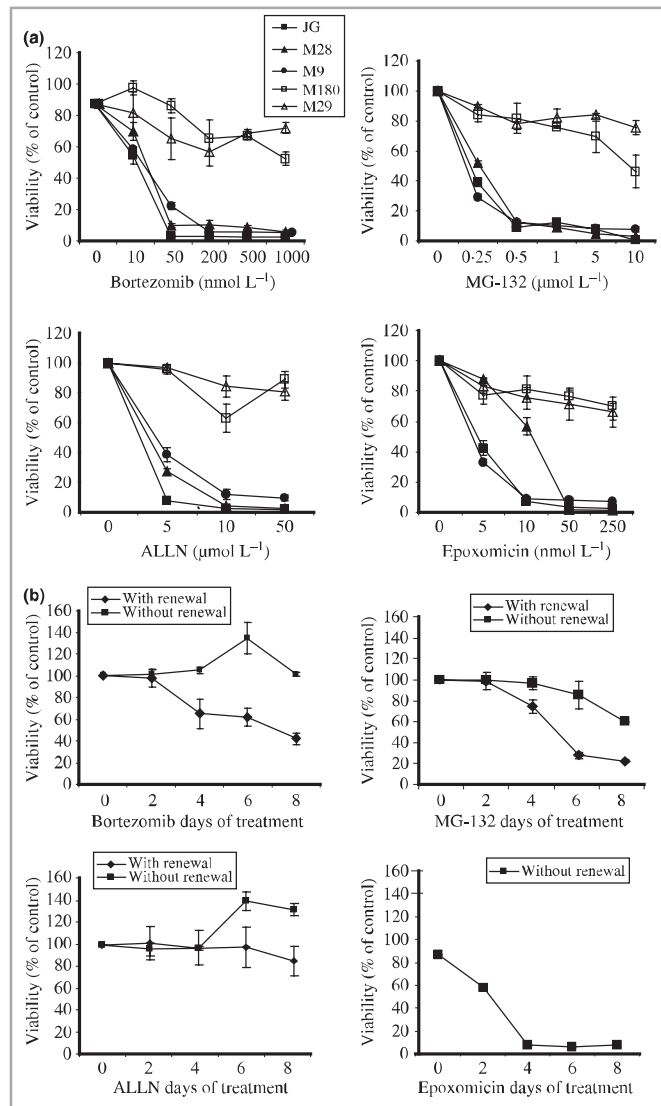 (a)
JG
M28
M9
M180
M29
Viability (% of control)
120
100
80
60
40
20
0
0 10 50 200 500 1000
Bortezomib (nmol L⁻¹)
Viability (% of control)
120
100
80
60
40
20
0
0 0·25 0·5 1 5 10
MG-132 (µmol L⁻¹)
Viability (% of control)
120
100
80
60
40
20
0
0 5 10 50
ALLN (µmol L⁻¹)
Viability (% of control)
120
100
80
60
40
20
0
0 5 10 50 250
Epoxomicin (nmol L⁻¹)
(b)
With renewal
Without renewal
Viability (% of control)
160
140
120
100
80
60
40
20
0
0 2 4 6 8
Bortezomib days of treatment
With renewal
Without renewal
Viability (% of control)
160
140
120
100
80
60
40
20
0
0 2 4 6 8
MG-132 days of treatment
With renewal
Without renewal
Viability (% of control)
160
140
120
100
80
60
40
20
0
0 2 4 6 8
ALLN days of treatment
Without renewal
Viability (% of control)
160
140
120
100
80
60
40
20
0
0 2 4 6 8
Epoxomicin days of treatment